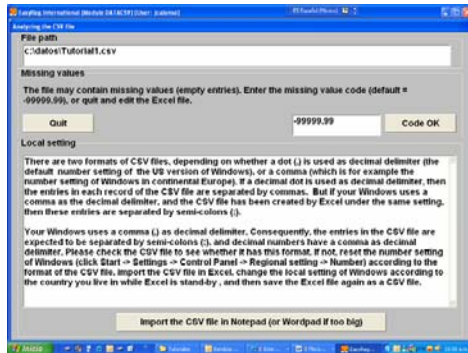 EasyReg International [Module DATACSV] [User: jcabrera]
Analyzing the CSV file
File path
c:\datos\Tutorial1.csv
Missing values
The file may contain missing values (empty entries). Enter the missing value code (default =
-99999.99), or quit and edit the Excel file.
Quit
-99999.99
Code OK
Local setting
There are two formats of CSV files, depending on whether a dot (.) is used as decimal delimiter (the
default number setting of the US version of Windows), or a comma (which is for example the
number setting of Windows in continental Europe). If a decimal dot is used as decimal delimiter, then
the entries in each record of the CSV file are separated by commas. But if your Windows uses a
comma as the decimal delimiter, and the CSV file has been created by Excel under the same setting,
then these entries are separated by semi-colons (;).
Your Windows uses a comma (,) as decimal delimiter. Consequently, the entries in the CSV file are
expected to be separated by semi-colons (;), and decimal numbers have a comma as decimal
delimiter. Please check the CSV file to see whether it has this format. If not, reset the number setting
of Windows (click Start -> Settings -> Control Panel -> Regional setting -> Number) according to the
format of the CSV file, import the CSV file in Excel, change the local setting of Windows according to
the country you live in while Excel is stand-by , and then save the Excel file again as a CSV file.
Import the CSV file in Notepad (or Wordpad if too big)
Inicio